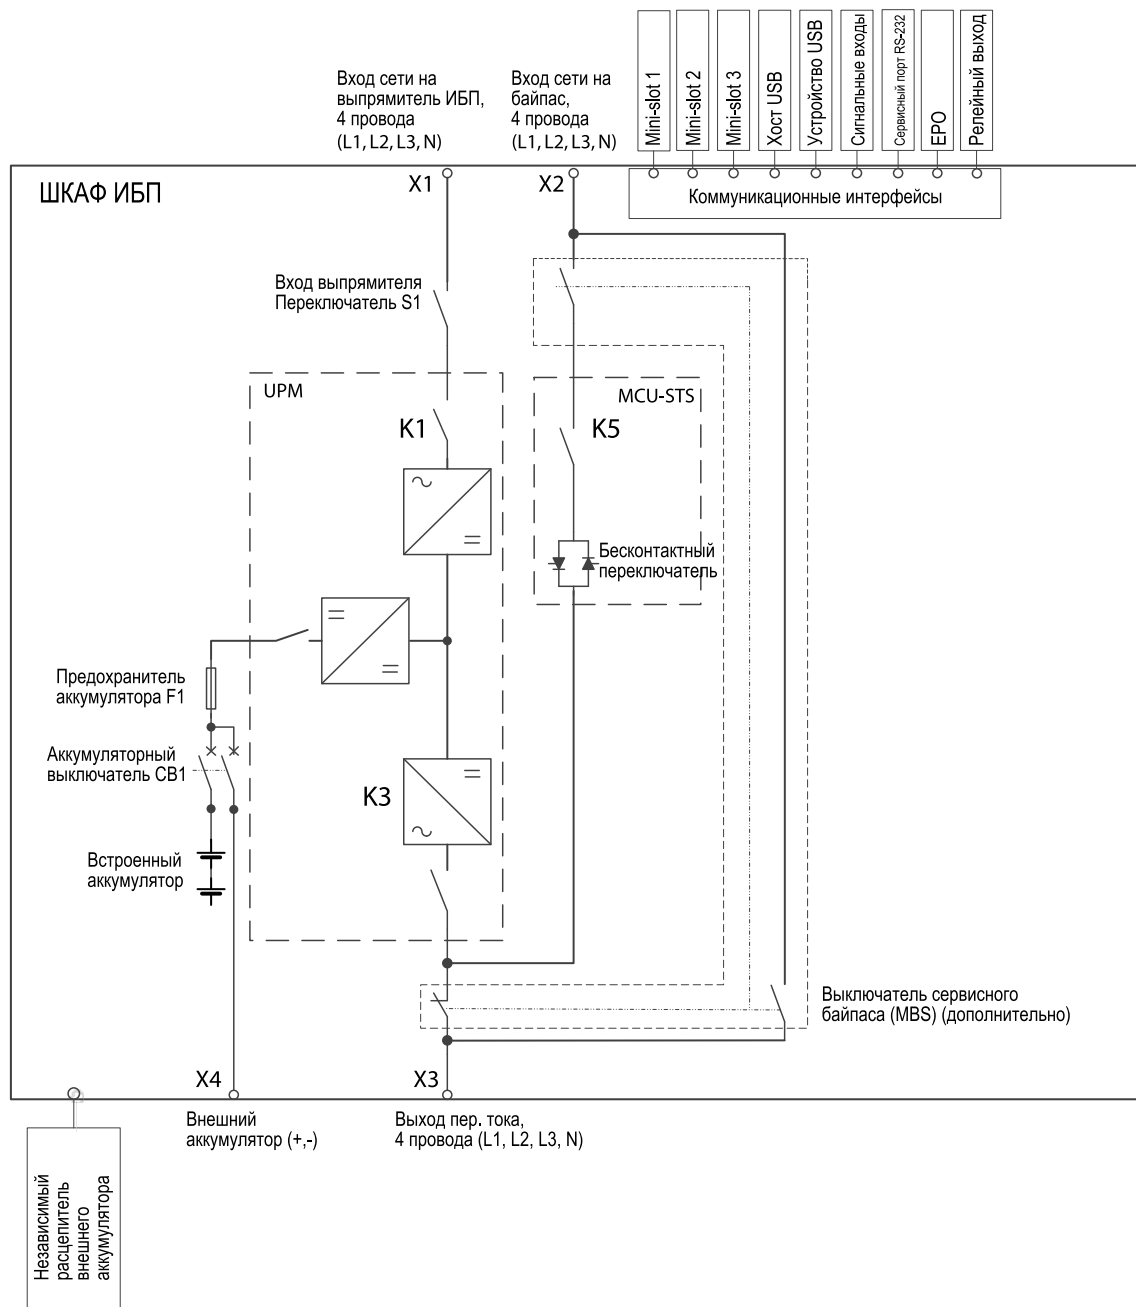 Вход сети на
выпрямитель ИБП,
4 провода
(L1, L2, L3, N)
Вход сети на
байпас,
4 провода
(L1, L2, L3, N)
Mini-slot 1
Mini-slot 2
Mini-slot 3
Хост USB
Устройство USB
Сигнальные входы
Сервисный порт RS-232
EPO
Релейный выход
ШКАФ ИБП
X1
X2
Коммуникационные интерфейсы
Вход выпрямителя
Переключатель S1
UPM
MCU-STS
K1
K5
Бесконтактный
переключатель
Предохранитель
аккумулятора F1
Аккумуляторный
выключатель CB1
K3
Встроенный
аккумулятор
Выключатель сервисного
байпаса (MBS) (дополнительно)
X4
X3
Внешний
аккумулятор (+,-)
Выход пер. тока,
4 провода (L1, L2, L3, N)
Независимый
расцепитель
внешнего
аккумулятора